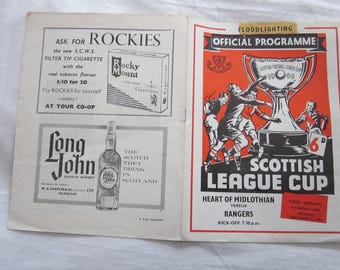 ASK FOR ROCKIES
the new S.C.W.S.
FILTER TIP CIGARETTE
with the
real tobacco flavour
3/10 for 20
Try ROCKIES for yourself
—today!
AT YOUR CO-OP
Rocky
Mount
Long
John
SCOTCH WHISKY
THE
SCOTCH
THEY
DRINK
IN
SCOTLAND
GLASGOW
FLOODLIGHTING
OFFICIAL PROGRAMME
6D
SCOTTISH
LEAGUE CUP
HEART OF MIDLOTHIAN
VERSUS
RANGERS
KICK-OFF 7.10 p.m.